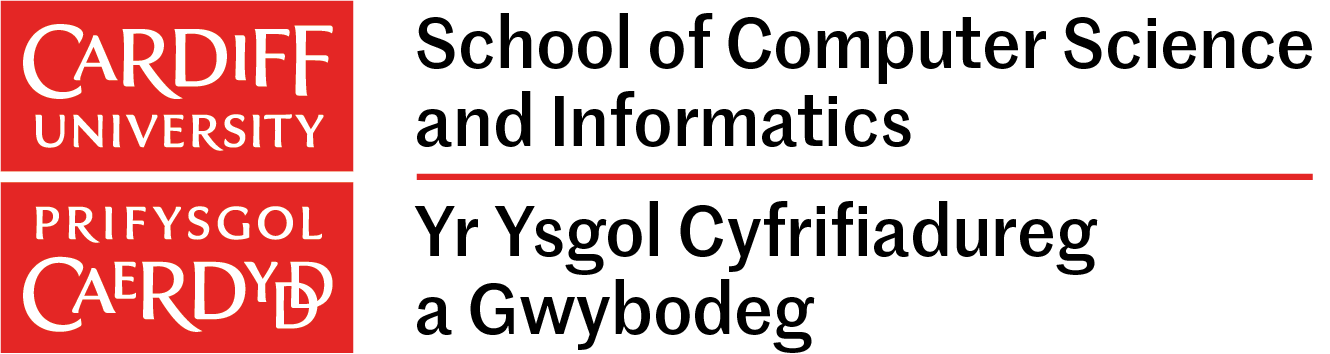 CARDIFF
UNIVERSITY
PRIFYSGOL
CAERDYDD
School of Computer Science
and Informatics
Yr Ysgol Cyfrifiadureg
a Gwybodeg